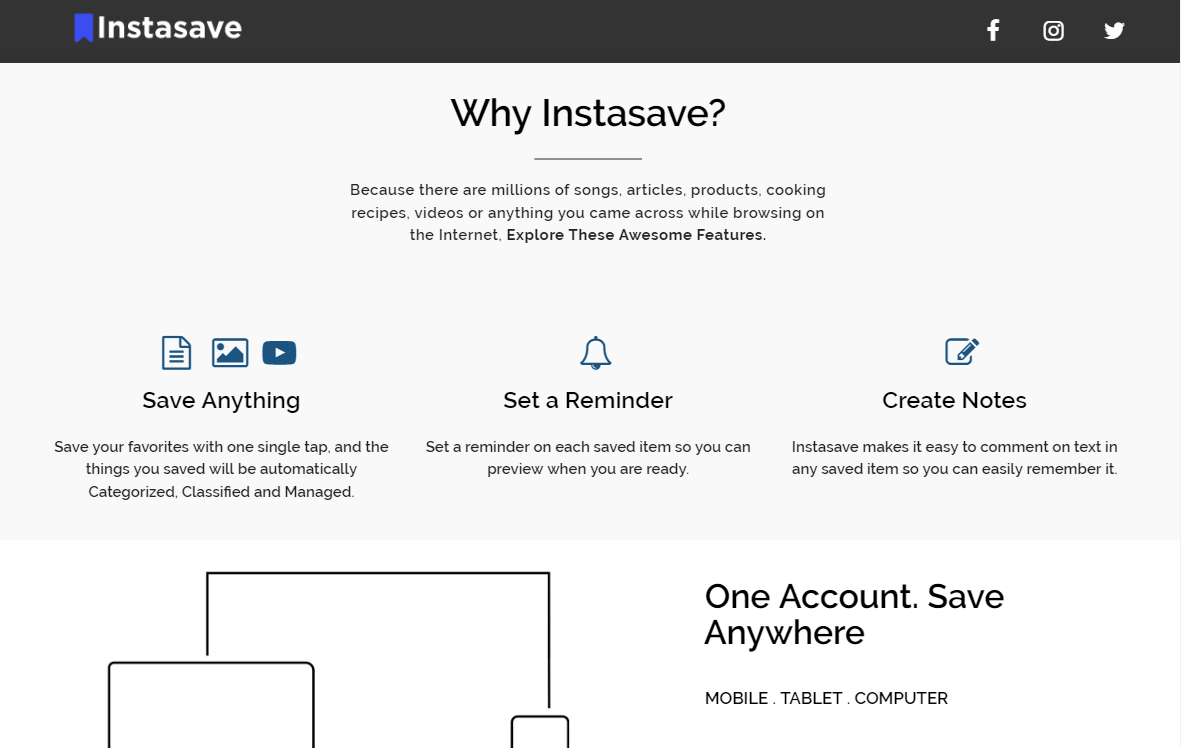 Instasave
Why Instasave?
Because there are millions of songs, articles, products, cooking
recipes, videos or anything you came across while browsing on
the Internet, Explore These Awesome Features.
Save Anything
Save your favorites with one single tap, and the
things you saved will be automatically
Categorized, Classified and Managed.
Set a Reminder
Set a reminder on each saved item so you can
preview when you are ready.
Create Notes
Instasave makes it easy to comment on text in
any saved item so you can easily remember it.
One Account. Save
Anywhere
MOBILE . TABLET . COMPUTER